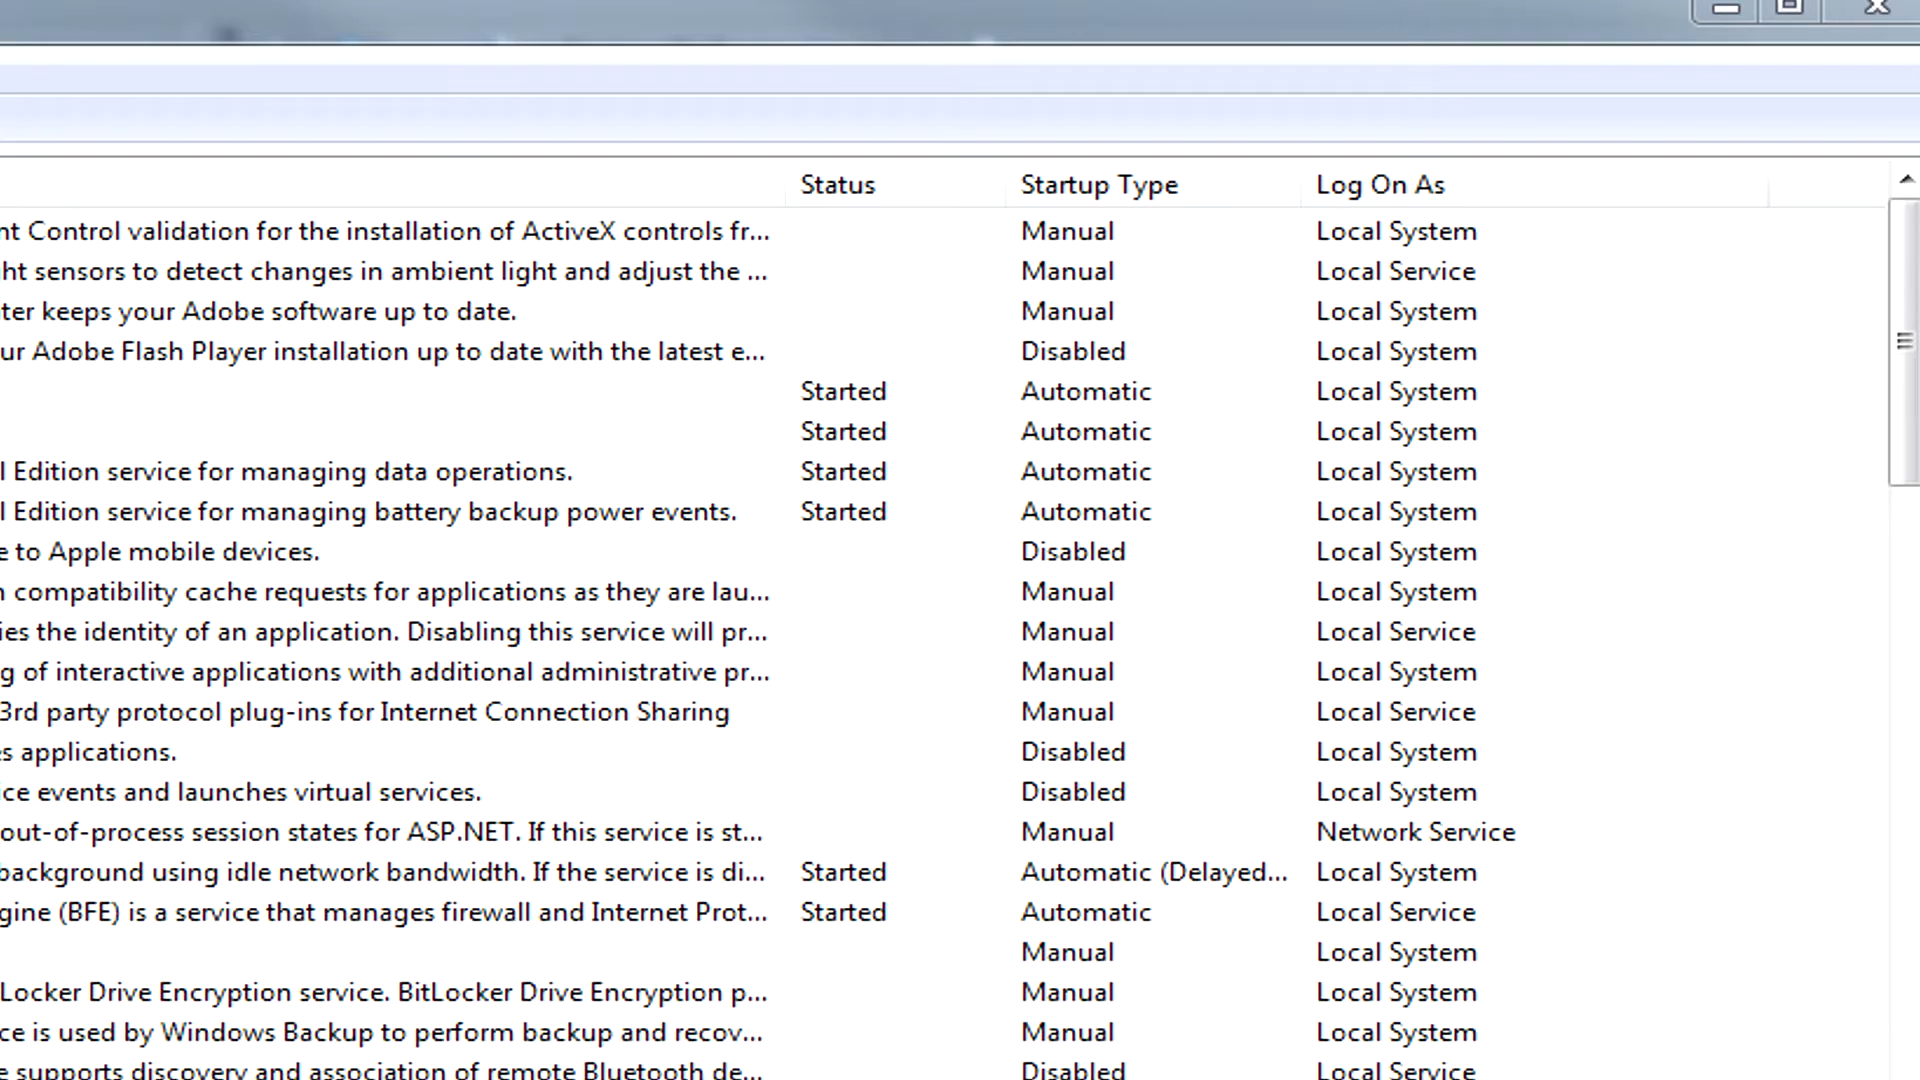 Status Startup Type Log On As
nt Control validation for the installation of ActiveX controls fr... Manual Local System
ht sensors to detect changes in ambient light and adjust the ... Manual Local Service
ter keeps your Adobe software up to date. Manual Local System
ur Adobe Flash Player installation up to date with the latest e... Disabled Local System
Started Automatic Local System
Started Automatic Local System
l Edition service for managing data operations. Started Automatic Local System
l Edition service for managing battery backup power events. Started Automatic Local System
e to Apple mobile devices. Disabled Local System
n compatibility cache requests for applications as they are lau... Manual Local System
ies the identity of an application. Disabling this service will pr... Manual Local Service
g of interactive applications with additional administrative pr... Manual Local System
3rd party protocol plug-ins for Internet Connection Sharing Manual Local Service
s applications. Disabled Local System
ice events and launches virtual services. Disabled Local System
out-of-process session states for ASP.NET. If this service is st... Manual Network Service
background using idle network bandwidth. If the service is di... Started Automatic (Delayed... Local System
gine (BFE) is a service that manages firewall and Internet Prot... Started Automatic Local Service
Manual Local System
Locker Drive Encryption service. BitLocker Drive Encryption p... Manual Local System
ce is used by Windows Backup to perform backup and recov... Manual Local System
e supports discovery and association of remote Bluetooth de... Disabled Local Service